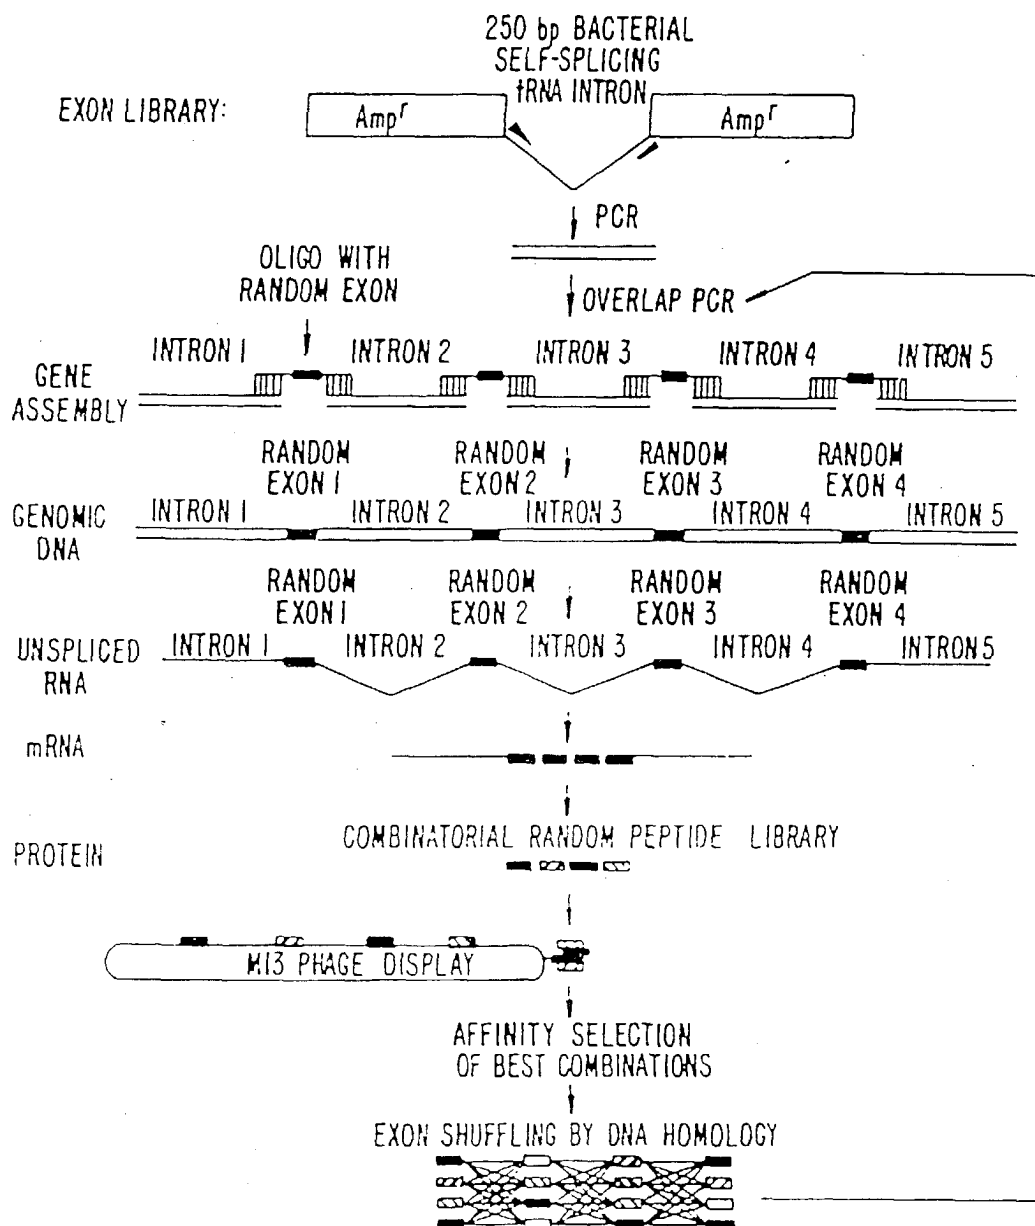 250 bp BACTERIAL
SELF-SPLICING
tRNA INTRON
EXON LIBRARY:
Ampr
Ampr
PCR
OLIGO WITH
RANDOM EXON
OVERLAP PCR
INTRON 1
INTRON 2
INTRON 3
INTRON 4
INTRON 5
GENE
ASSEMBLY
RANDOM
EXON 1
RANDOM
EXON 2
RANDOM
EXON 3
RANDOM
EXON 4
GENOMIC
DNA
INTRON 1
INTRON 2
INTRON 3
INTRON 4
INTRON 5
RANDOM
EXON 1
RANDOM
EXON 2
RANDOM
EXON 3
RANDOM
EXON 4
UNSPLICED
RNA
INTRON 1
INTRON 2
INTRON 3
INTRON 4
INTRON 5
mRNA
PROTEIN
COMBINATORIAL RANDOM PEPTIDE LIBRARY
M13 PHAGE DISPLAY
AFFINITY SELECTION
OF BEST COMBINATIONS
EXON SHUFFLING BY DNA HOMOLOGY